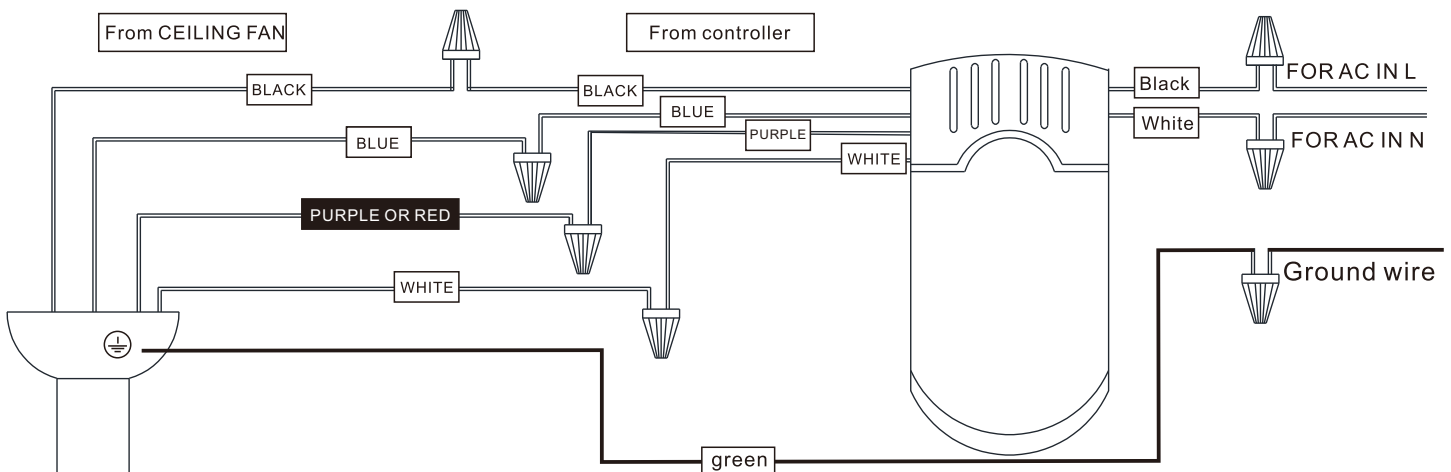 From CEILING FAN
From controller
FOR AC IN L
BLACK
BLACK
Black
BLUE
White
PURPLE
FOR AC IN N
BLUE
WHITE
PURPLE OR RED
Ground wire
WHITE
green